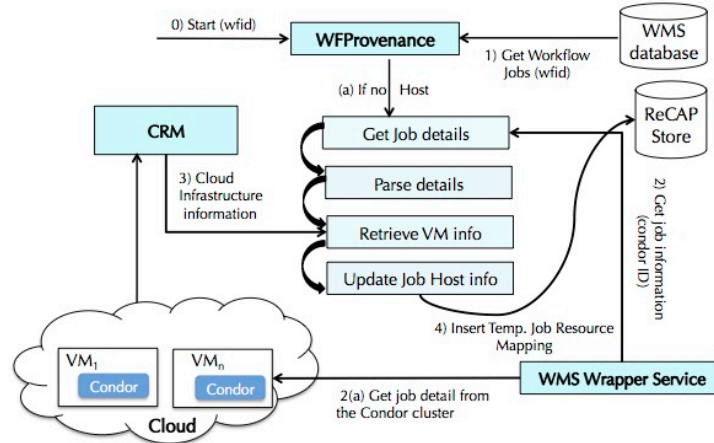 0) Start (wfid)
WFProvenance
WMS
database
1) Get Workflow
Jobs (wfid)
(a) If no Host
ReCAP
Store
CRM
Get Job details
3) Cloud
Infrastructure
information
Parse details
2) Get job information
(condor ID)
Retrieve VM info
Update Job Host info
4) Insert Temp. Job Resource
Mapping
VM1
Condor
VMn
Condor
Cloud
2(a) Get job detail from
the Condor cluster
WMS Wrapper Service